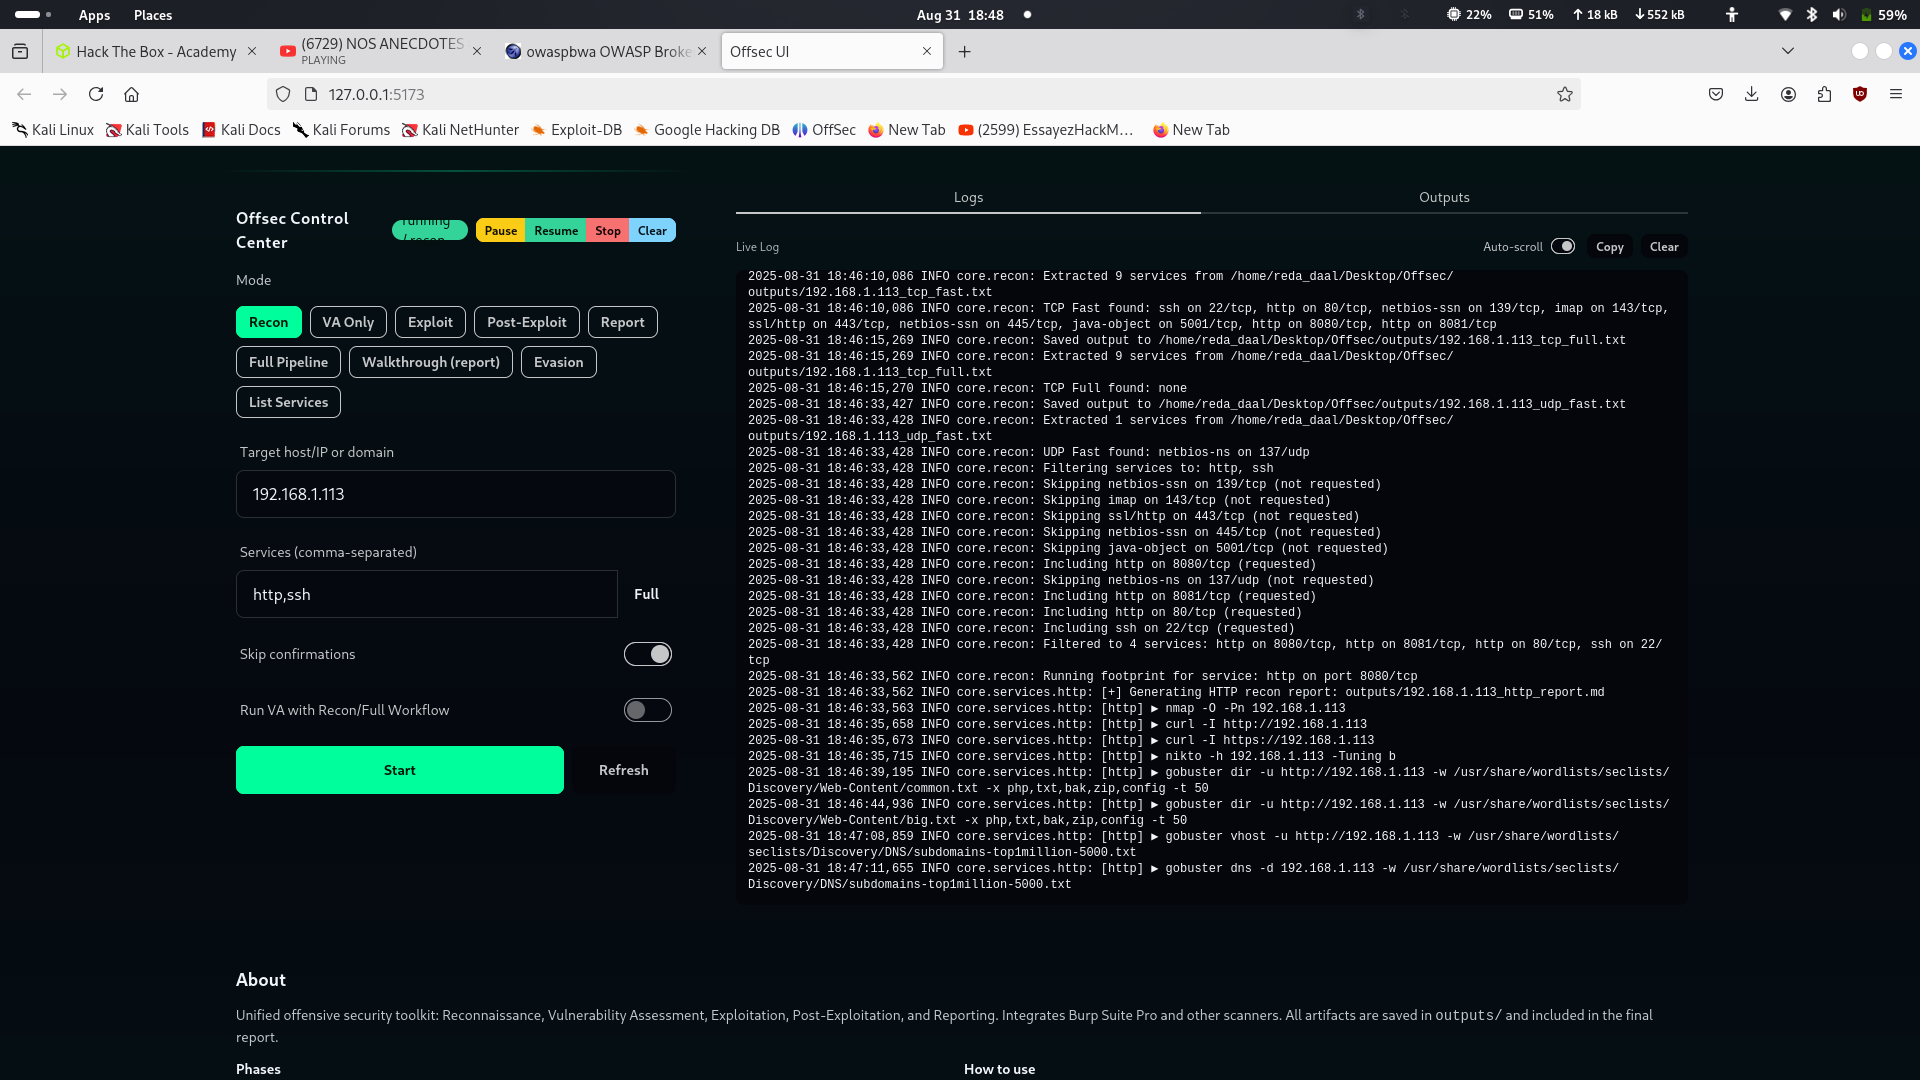 Apps Places Aug 31 18:48 22% 51% 18 kB 552 kB 59%
Hack The Box - Academy
(6729) NOS ANECDOTES
PLAYING
owaspbwa OWASP Broke
Offsec UI
127.0.0.1:5173
Kali Linux Kali Tools Kali Docs Kali Forums Kali NetHunter Exploit-DB Google Hacking DB OffSec New Tab (2599) EssayezHackM… New Tab
Offsec Control
Center
running
/ recon
Pause Resume Stop Clear
Mode
Recon VA Only Exploit Post-Exploit Report
Full Pipeline Walkthrough (report) Evasion
List Services
Target host/IP or domain
192.168.1.113
Services (comma-separated)
http,ssh Full
Skip confirmations
Run VA with Recon/Full Workflow
Start Refresh
Logs Outputs
Live Log Auto-scroll Copy Clear
2025-08-31 18:46:10,086 INFO core.recon: Extracted 9 services from /home/reda_daal/Desktop/Offsec/
outputs/192.168.1.113_tcp_fast.txt
2025-08-31 18:46:10,086 INFO core.recon: TCP Fast found: ssh on 22/tcp, http on 80/tcp, netbios-ssn on 139/tcp, imap on 143/tcp,
ssl/http on 443/tcp, netbios-ssn on 445/tcp, java-object on 5001/tcp, http on 8080/tcp, http on 8081/tcp
2025-08-31 18:46:15,269 INFO core.recon: Saved output to /home/reda_daal/Desktop/Offsec/outputs/192.168.1.113_tcp_full.txt
2025-08-31 18:46:15,269 INFO core.recon: Extracted 9 services from /home/reda_daal/Desktop/Offsec/
outputs/192.168.1.113_tcp_full.txt
2025-08-31 18:46:15,270 INFO core.recon: TCP Full found: none
2025-08-31 18:46:33,427 INFO core.recon: Saved output to /home/reda_daal/Desktop/Offsec/outputs/192.168.1.113_udp_fast.txt
2025-08-31 18:46:33,428 INFO core.recon: Extracted 1 services from /home/reda_daal/Desktop/Offsec/
outputs/192.168.1.113_udp_fast.txt
2025-08-31 18:46:33,428 INFO core.recon: UDP Fast found: netbios-ns on 137/udp
2025-08-31 18:46:33,428 INFO core.recon: Filtering services to: http, ssh
2025-08-31 18:46:33,428 INFO core.recon: Skipping netbios-ssn on 139/tcp (not requested)
2025-08-31 18:46:33,428 INFO core.recon: Skipping imap on 143/tcp (not requested)
2025-08-31 18:46:33,428 INFO core.recon: Skipping ssl/http on 443/tcp (not requested)
2025-08-31 18:46:33,428 INFO core.recon: Skipping netbios-ssn on 445/tcp (not requested)
2025-08-31 18:46:33,428 INFO core.recon: Skipping java-object on 5001/tcp (not requested)
2025-08-31 18:46:33,428 INFO core.recon: Including http on 8080/tcp (requested)
2025-08-31 18:46:33,428 INFO core.recon: Skipping netbios-ns on 137/udp (not requested)
2025-08-31 18:46:33,428 INFO core.recon: Including http on 8081/tcp (requested)
2025-08-31 18:46:33,428 INFO core.recon: Including http on 80/tcp (requested)
2025-08-31 18:46:33,428 INFO core.recon: Including ssh on 22/tcp (requested)
2025-08-31 18:46:33,428 INFO core.recon: Filtered to 4 services: http on 8080/tcp, http on 8081/tcp, http on 80/tcp, ssh on 22/
tcp
2025-08-31 18:46:33,562 INFO core.recon: Running footprint for service: http on port 8080/tcp
2025-08-31 18:46:33,562 INFO core.services.http: [+] Generating HTTP recon report: outputs/192.168.1.113_http_report.md
2025-08-31 18:46:33,563 INFO core.services.http: [http] ▶ nmap -O -Pn 192.168.1.113
2025-08-31 18:46:35,658 INFO core.services.http: [http] ▶ curl -I http://192.168.1.113
2025-08-31 18:46:35,673 INFO core.services.http: [http] ▶ curl -I https://192.168.1.113
2025-08-31 18:46:35,715 INFO core.services.http: [http] ▶ nikto -h 192.168.1.113 -Tuning b
2025-08-31 18:46:39,195 INFO core.services.http: [http] ▶ gobuster dir -u http://192.168.1.113 -w /usr/share/wordlists/seclists/
Discovery/Web-Content/common.txt -x php,txt,bak,zip,config -t 50
2025-08-31 18:46:44,936 INFO core.services.http: [http] ▶ gobuster dir -u http://192.168.1.113 -w /usr/share/wordlists/seclists/
Discovery/Web-Content/big.txt -x php,txt,bak,zip,config -t 50
2025-08-31 18:47:08,859 INFO core.services.http: [http] ▶ gobuster vhost -u http://192.168.1.113 -w /usr/share/wordlists/
seclists/Discovery/DNS/subdomains-top1million-5000.txt
2025-08-31 18:47:11,655 INFO core.services.http: [http] ▶ gobuster dns -d 192.168.1.113 -w /usr/share/wordlists/seclists/
Discovery/DNS/subdomains-top1million-5000.txt
About
Unified offensive security toolkit: Reconnaissance, Vulnerability Assessment, Exploitation, Post-Exploitation, and Reporting. Integrates Burp Suite Pro and other scanners. All artifacts are saved in outputs/ and included in the final
report.
Phases How to use